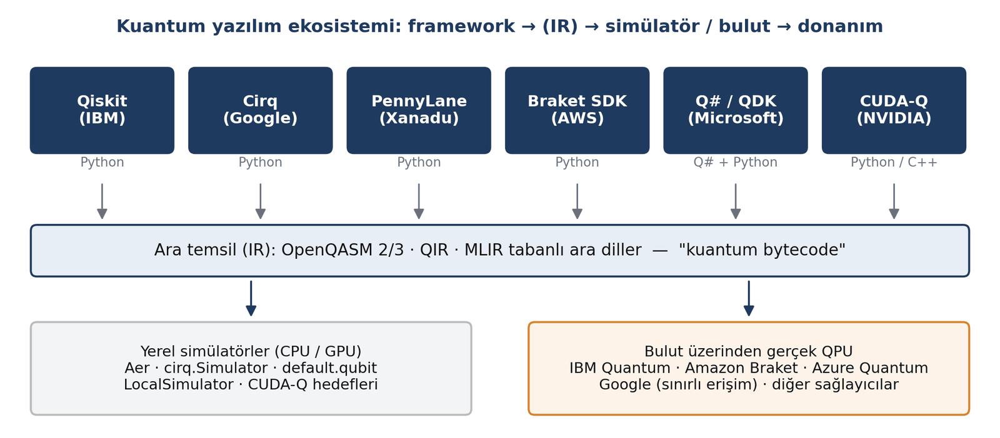 Kuantum yazılım ekosistemi: framework → (IR) → simülatör / bulut → donanım
Qiskit
(IBM)
Cirq
(Google)
PennyLane
(Xanadu)
Braket SDK
(AWS)
Q# / QDK
(Microsoft)
CUDA-Q
(NVIDIA)
Python
Python
Python
Python
Q# + Python
Python / C++
Ara temsil (IR): OpenQASM 2/3 · QIR · MLIR tabanlı ara diller — "kuantum bytecode"
Yerel simülatörler (CPU / GPU)
Aer · cirq.Simulator · default.qubit
LocalSimulator · CUDA-Q hedefleri
Bulut üzerinden gerçek QPU
IBM Quantum · Amazon Braket · Azure Quantum
Google (sınırlı erişim) · diğer sağlayıcılar